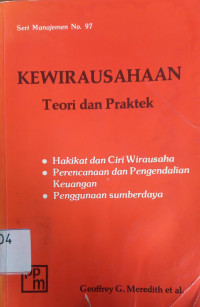 Seri Manajemen No. 97
KEWIRAUSAHAAN
Teori dan Praktek
• Hakikat dan Ciri Wirausaha
• Perencanaan dan Pengendalian
Keuangan
• Penggunaan sumberdaya
04
ppm
Geoffrey G. Meredith et al.